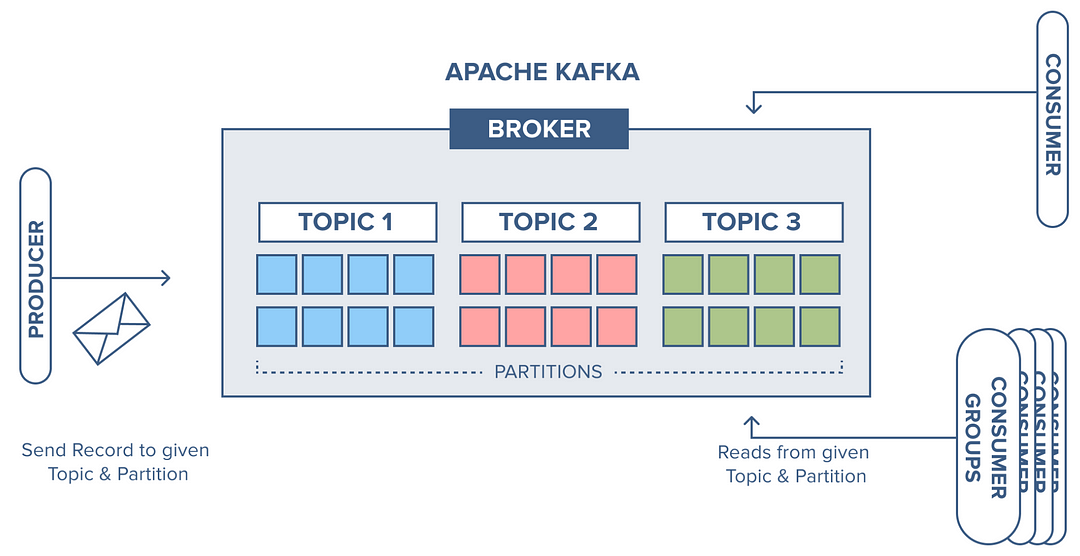 APACHE KAFKA
BROKER
TOPIC 1
TOPIC 2
TOPIC 3
PARTITIONS
PRODUCER
Send Record to given
Topic & Partition
CONSUMER
Reads from given
Topic & Partition
CONSUMER
GROUPS
CONSUMER
CONSUMER
CONSUMER